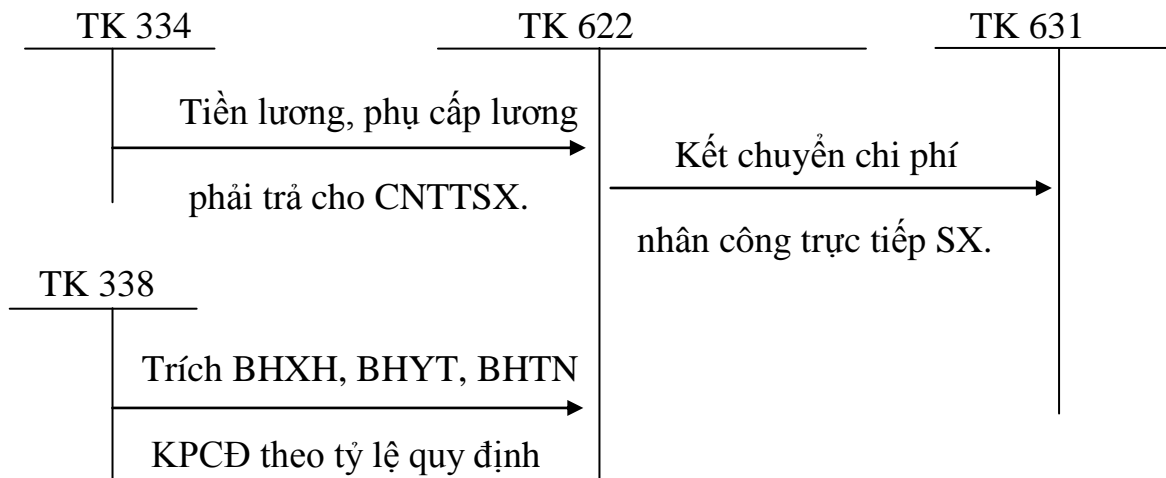 TK 334
TK 622
TK 631
Tiền lương, phụ cấp lương
phải trả cho CNTTSX.
Kết chuyển chi phí
nhân công trực tiếp SX.
TK 338
Trích BHXH, BHYT, BHTN
KPCĐ theo tỷ lệ quy định